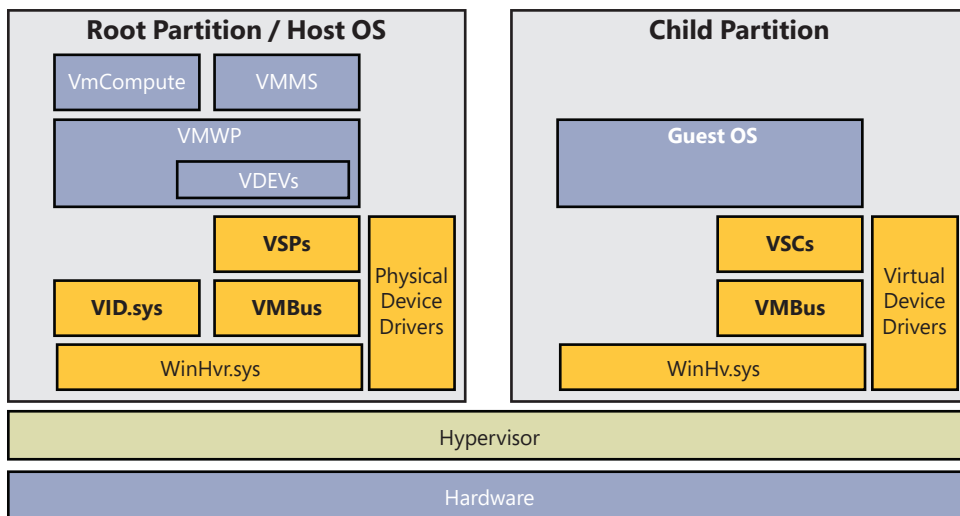 Root Partition / Host OS
VmCompute
VMMS
VMWP
VDEVs
VSPs
Physical
Device
Drivers
VID.sys
VMBus
WinHvr.sys
Child Partition
Guest OS
VSCs
Virtual
Device
Drivers
VMBus
WinHv.sys
Hypervisor
Hardware